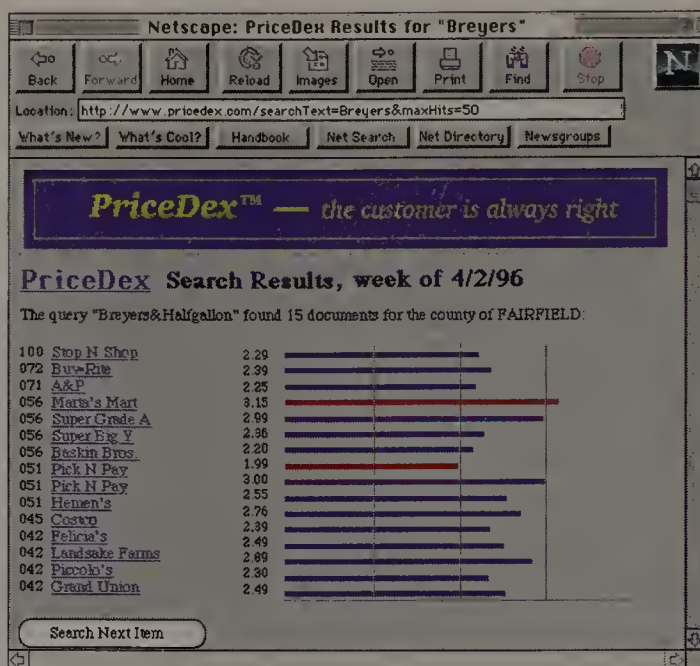 Netscape: PriceDex Results for "Breyers"
Back Forward Home Reload Images Open Print Find Stop N
Location: http://www.pricedex.com/searchText=Breyers&maxHits=50
What's New? What's Cool? Handbook Net Search Net Directory Newsgroups
PriceDex™ — the customer is always right
PriceDex Search Results, week of 4/2/96
The query "Breyers&Halfgallon" found 15 documents for the county of FAIRFIELD:
100 Stop N Shop 2.29
072 Buy-Rite 2.39
071 A&P 2.25
056 Marta's Mart 3.15
056 Super Grade A 2.99
056 Super Big Y 2.36
056 Baskin Bros. 2.20
051 Pick N Pay 1.99
051 Pick N Pay 3.00
051 Hemen's 2.55
045 Costco 2.76
042 Felicia's 2.39
042 Landsake Farms 2.49
042 Piccolo's 2.89
042 Grand Union 2.30
2.49
Search Next Item